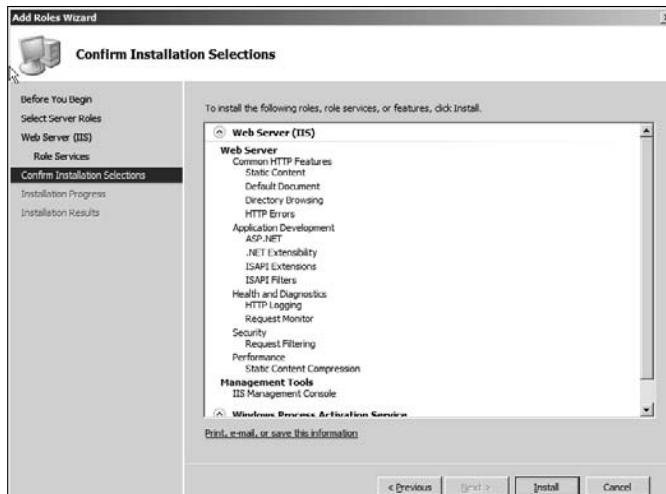 Add Roles Wizard
Confirm Installation Selections
Before You Begin
Select Server Roles
Web Server (IIS)
Role Services
Confirm Installation Selections
Installation Progress
Installation Results
To install the following roles, role services, or features, click Install.
Web Server (IIS)
Web Server
Common HTTP Features
Static Content
Default Document
Directory Browsing
HTTP Errors
Application Development
ASP.NET
.NET Extensibility
ISAPI Extensions
ISAPI Filters
Health and Diagnostics
HTTP Logging
Request Monitor
Security
Request Filtering
Performance
Static Content Compression
Management Tools
IIS Management Console
Windows Process Activation Service
Print, e-mail, or save this information
< Previous
Next >
Install
Cancel